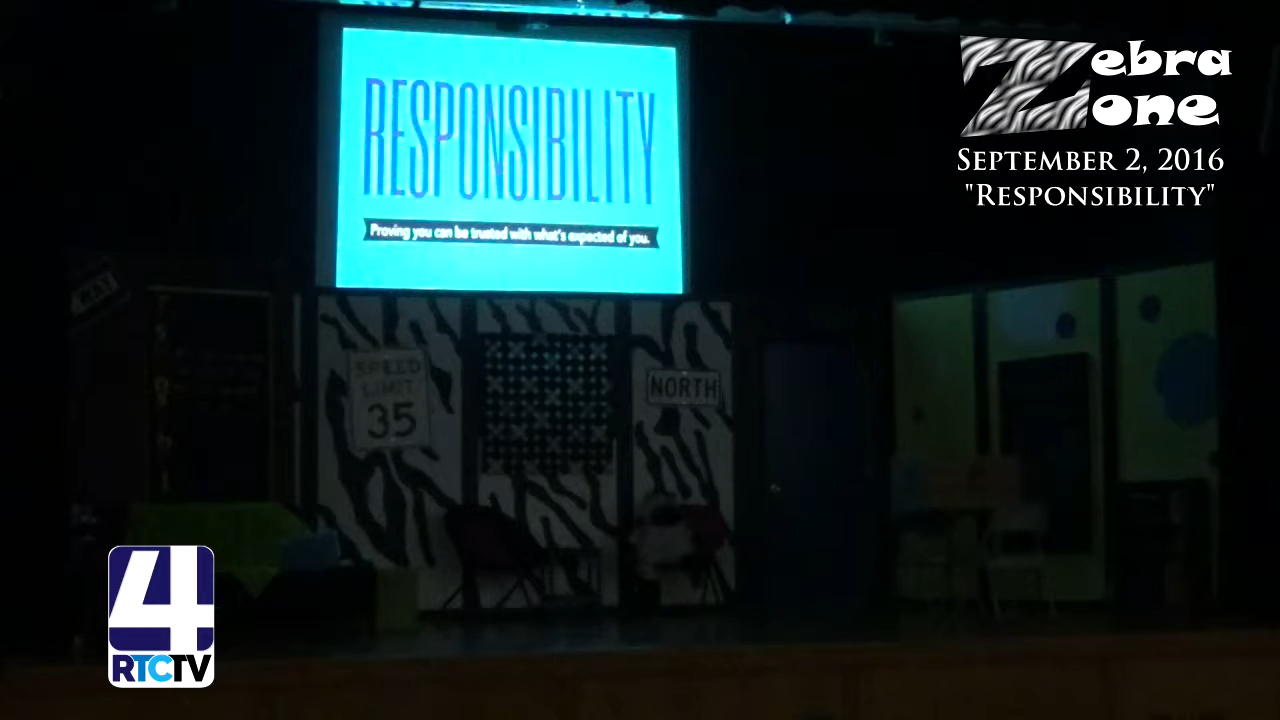 RESPONSIBILITY
Proving you can be trusted with what's expected of you.
Zebra
Zone
September 2, 2016
"Responsibility"
WAY
SPEED
LIMIT
35
NORTH
4
RTCTV